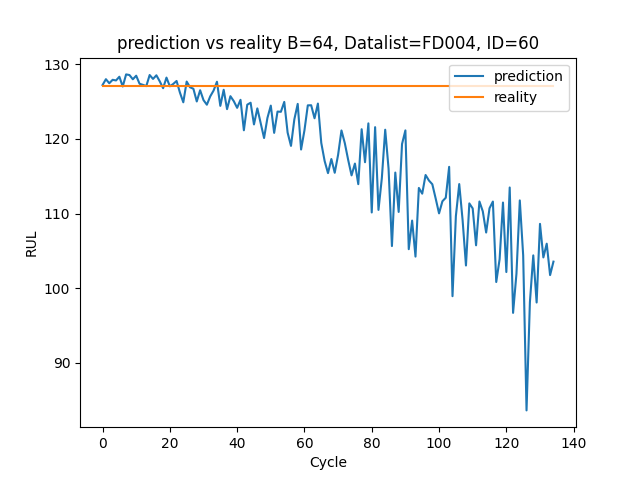 prediction vs reality B=64, Datalist=FD004, ID=60
130
120
110
100
90
RUL
prediction
reality
0 20 40 60 80 100 120 140
Cycle